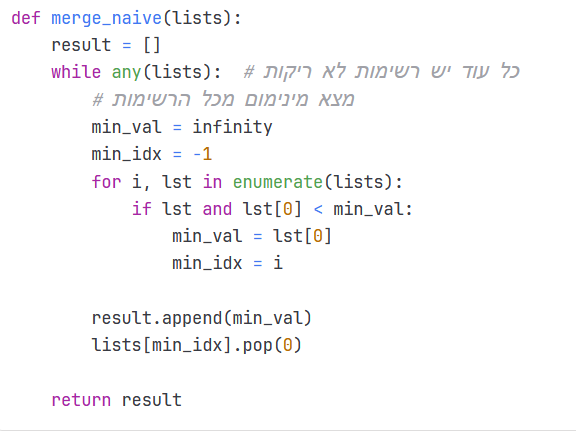 def merge_naive(lists):
    result = []
    while any(lists):  # כל עוד יש רשימות לא ריקות
        # מצא מינימום מכל הרשימות
        min_val = infinity
        min_idx = -1
        for i, lst in enumerate(lists):
            if lst and lst[0] < min_val:
                min_val = lst[0]
                min_idx = i

        result.append(min_val)
        lists[min_idx].pop(0)

    return result